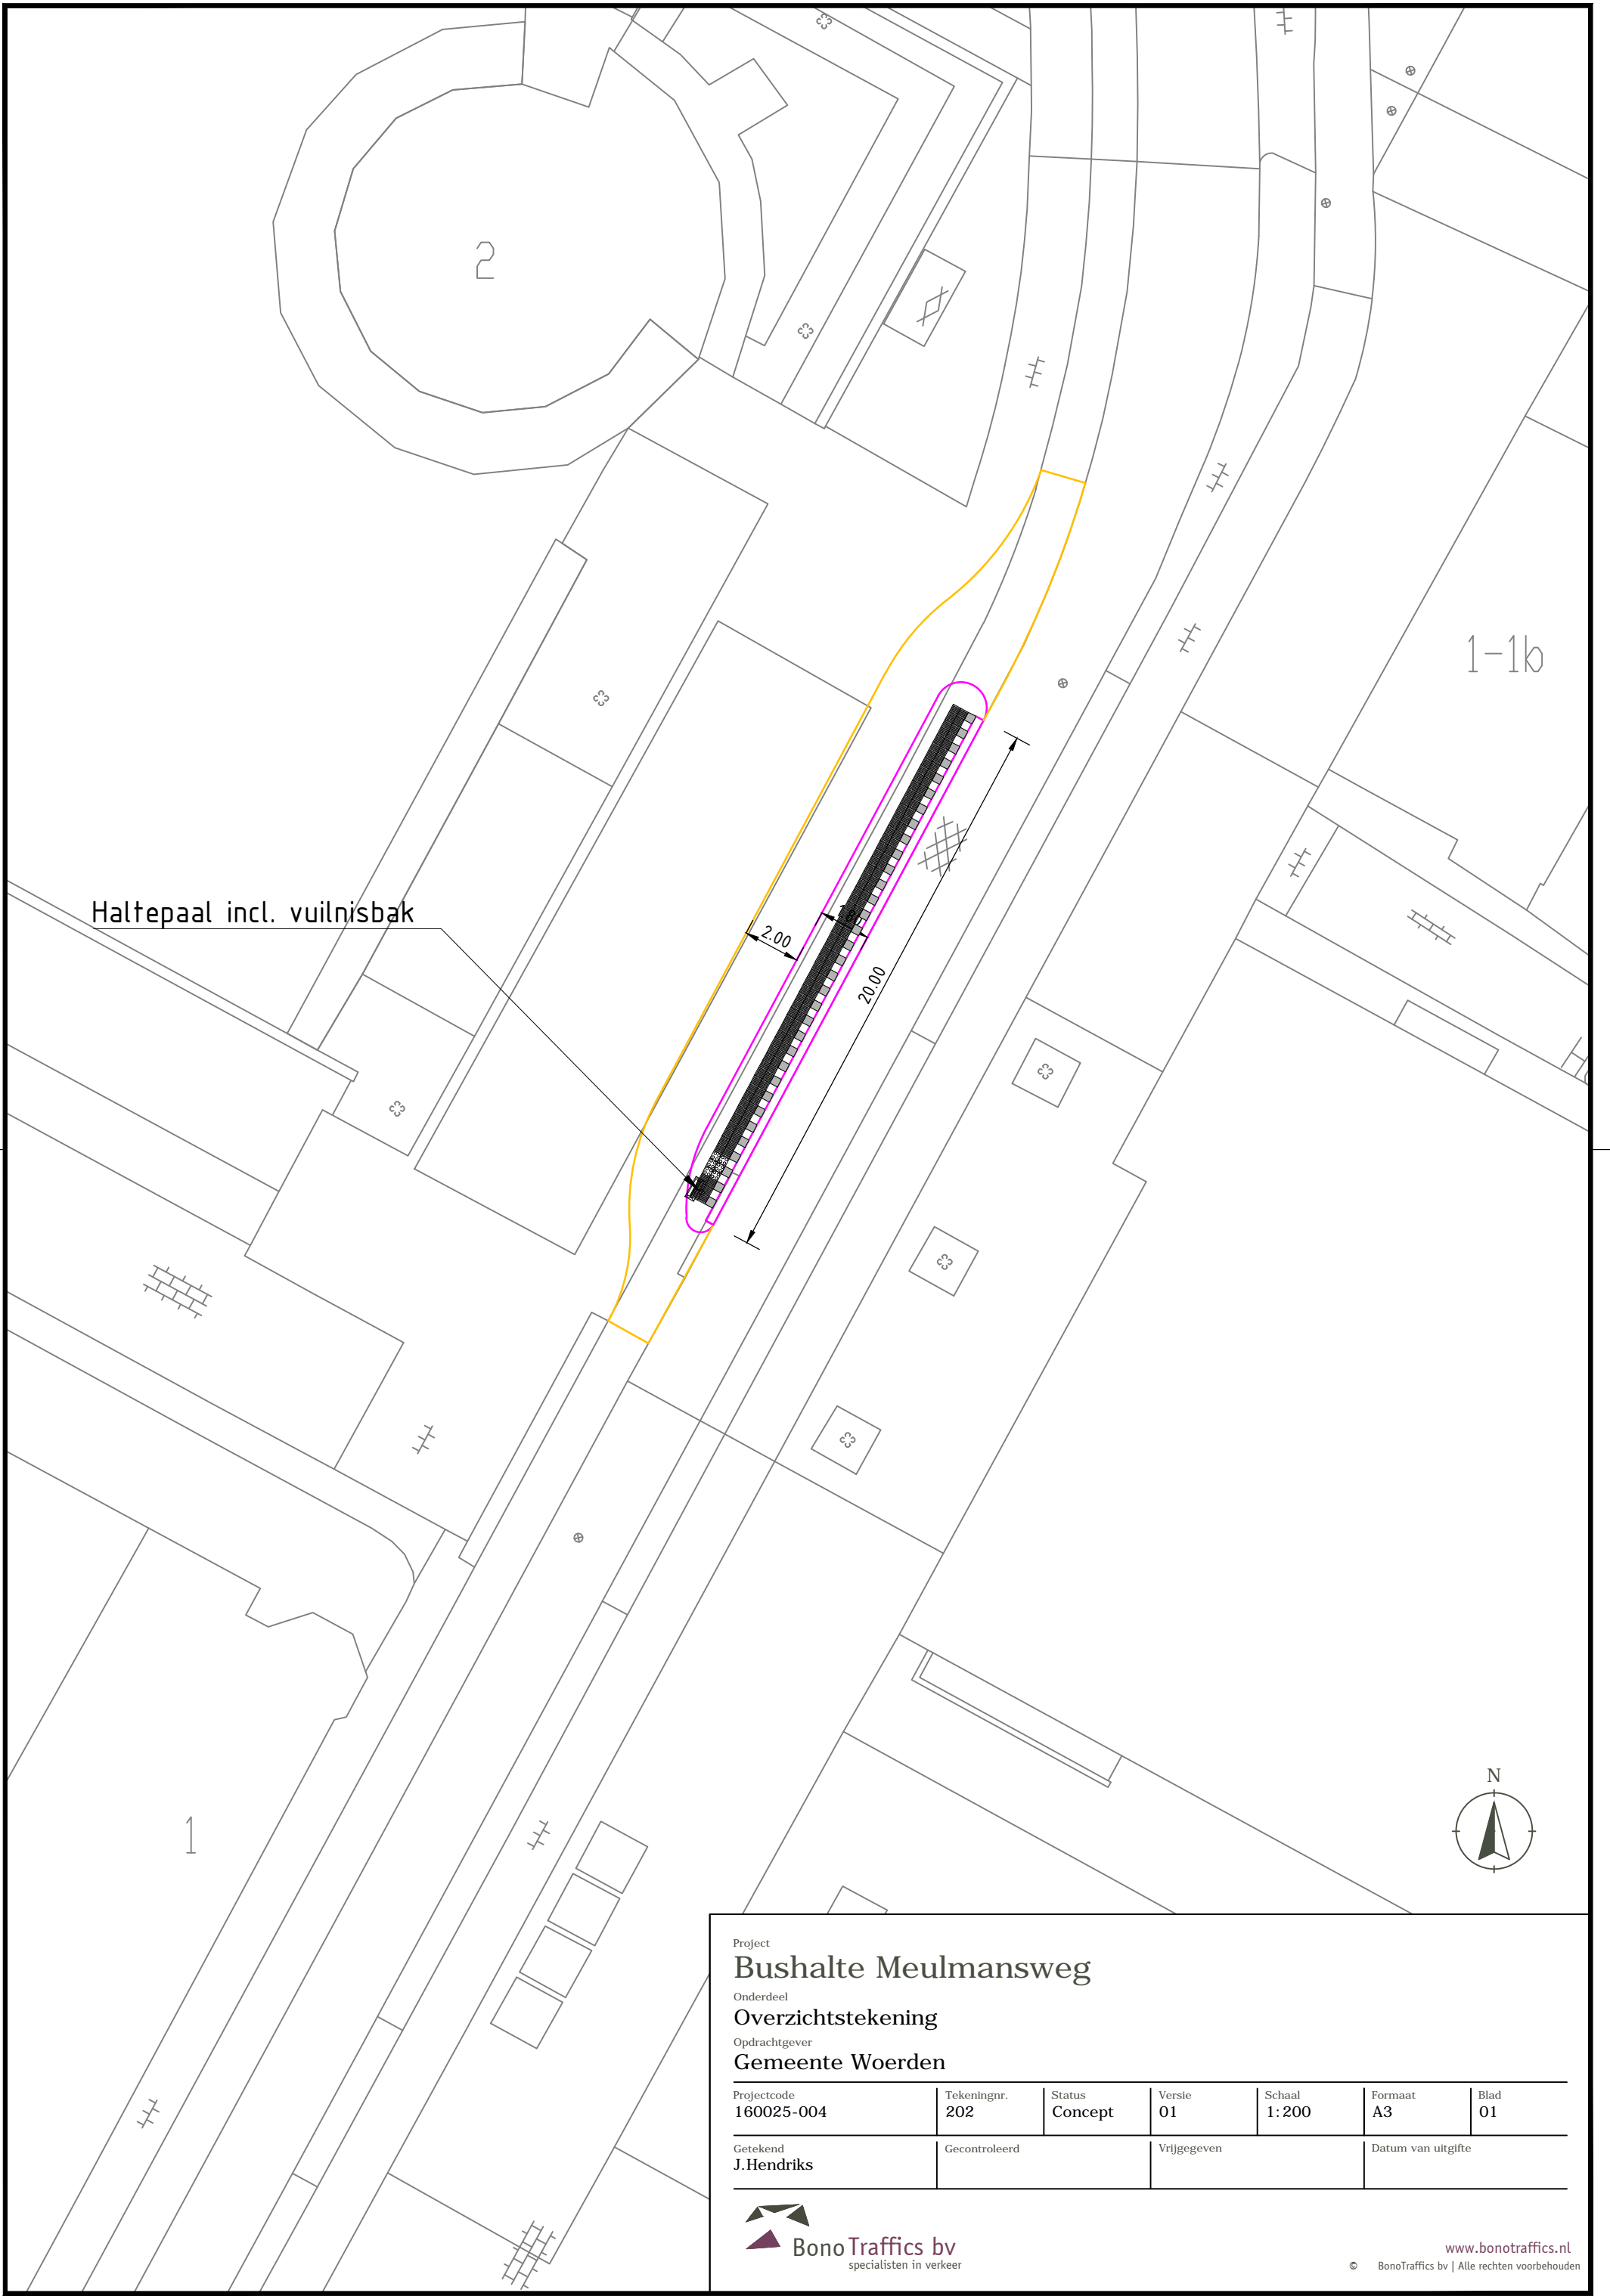 2
1-1b
Haltepaal incl. vuilnisbak
2.00
20.00
1
N
Project
Bushalte Meulmansweg
Onderdeel
Overzichtstekening
Opdrachtgever
Gemeente Woerden
Projectcode Tekeningnr. Status Versie Schaal Formaat Blad
160025-004 202 Concept 01 1:200 A3 01
Getekend Gecontroleerd Vrijgegeven Datum van uitgifte
J.Hendriks
BonoTraffics bv
specialisten in verkeer
www.bonotraffics.nl
© BonoTraffics bv | Alle rechten voorbehouden